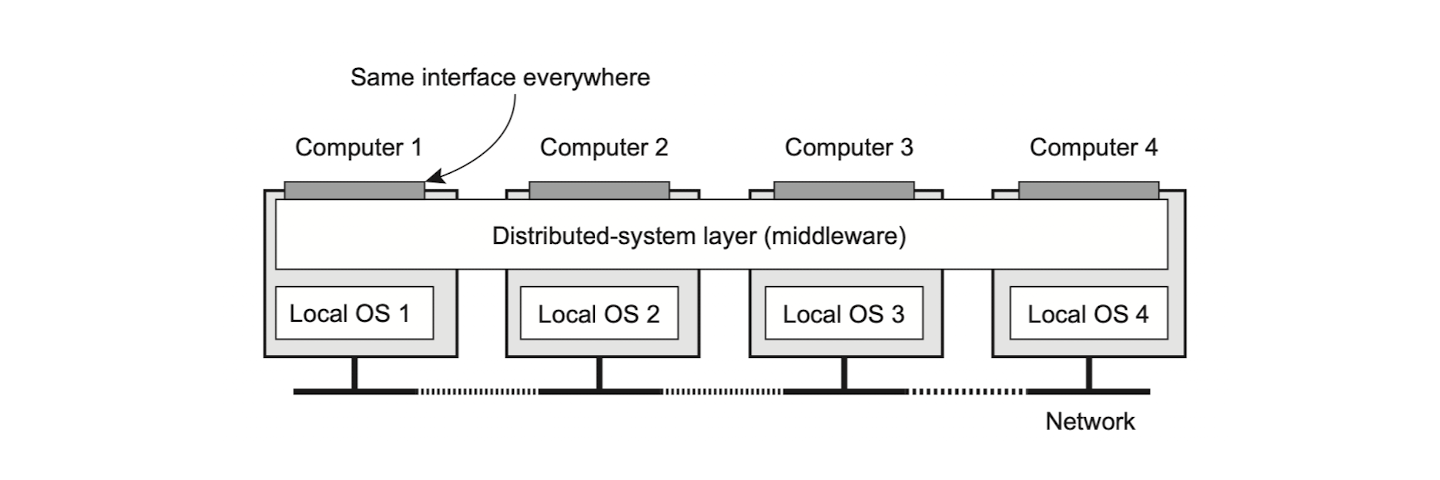 Same interface everywhere
Computer 1
Computer 2
Computer 3
Computer 4
Distributed-system layer (middleware)
Local OS 1
Local OS 2
Local OS 3
Local OS 4
Network